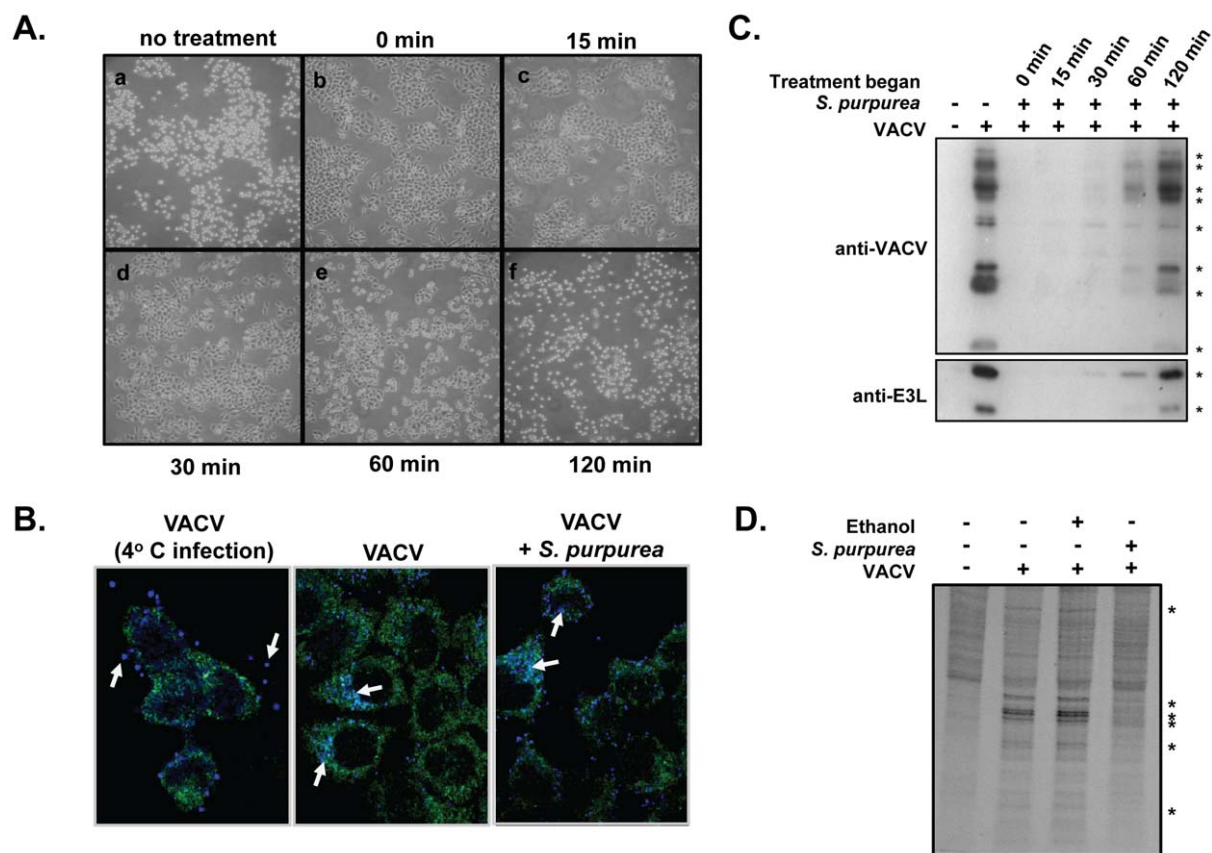 A.
no treatment 0 min 15 min
a b c
d e f
30 min 60 min 120 min
B.
VACV
(4° C infection)
VACV
VACV
+ S. purpurea
C.
0 min 15 min 30 min 60 min 120 min
Treatment began
S. purpurea - - + + + + +
VACV - + + + + + +
anti-VACV
*
*
*
*
*
*
*
*
anti-E3L
*
*
D.
Ethanol - - + -
S. purpurea - - - +
VACV - + + +
*
*
*
*
*
*